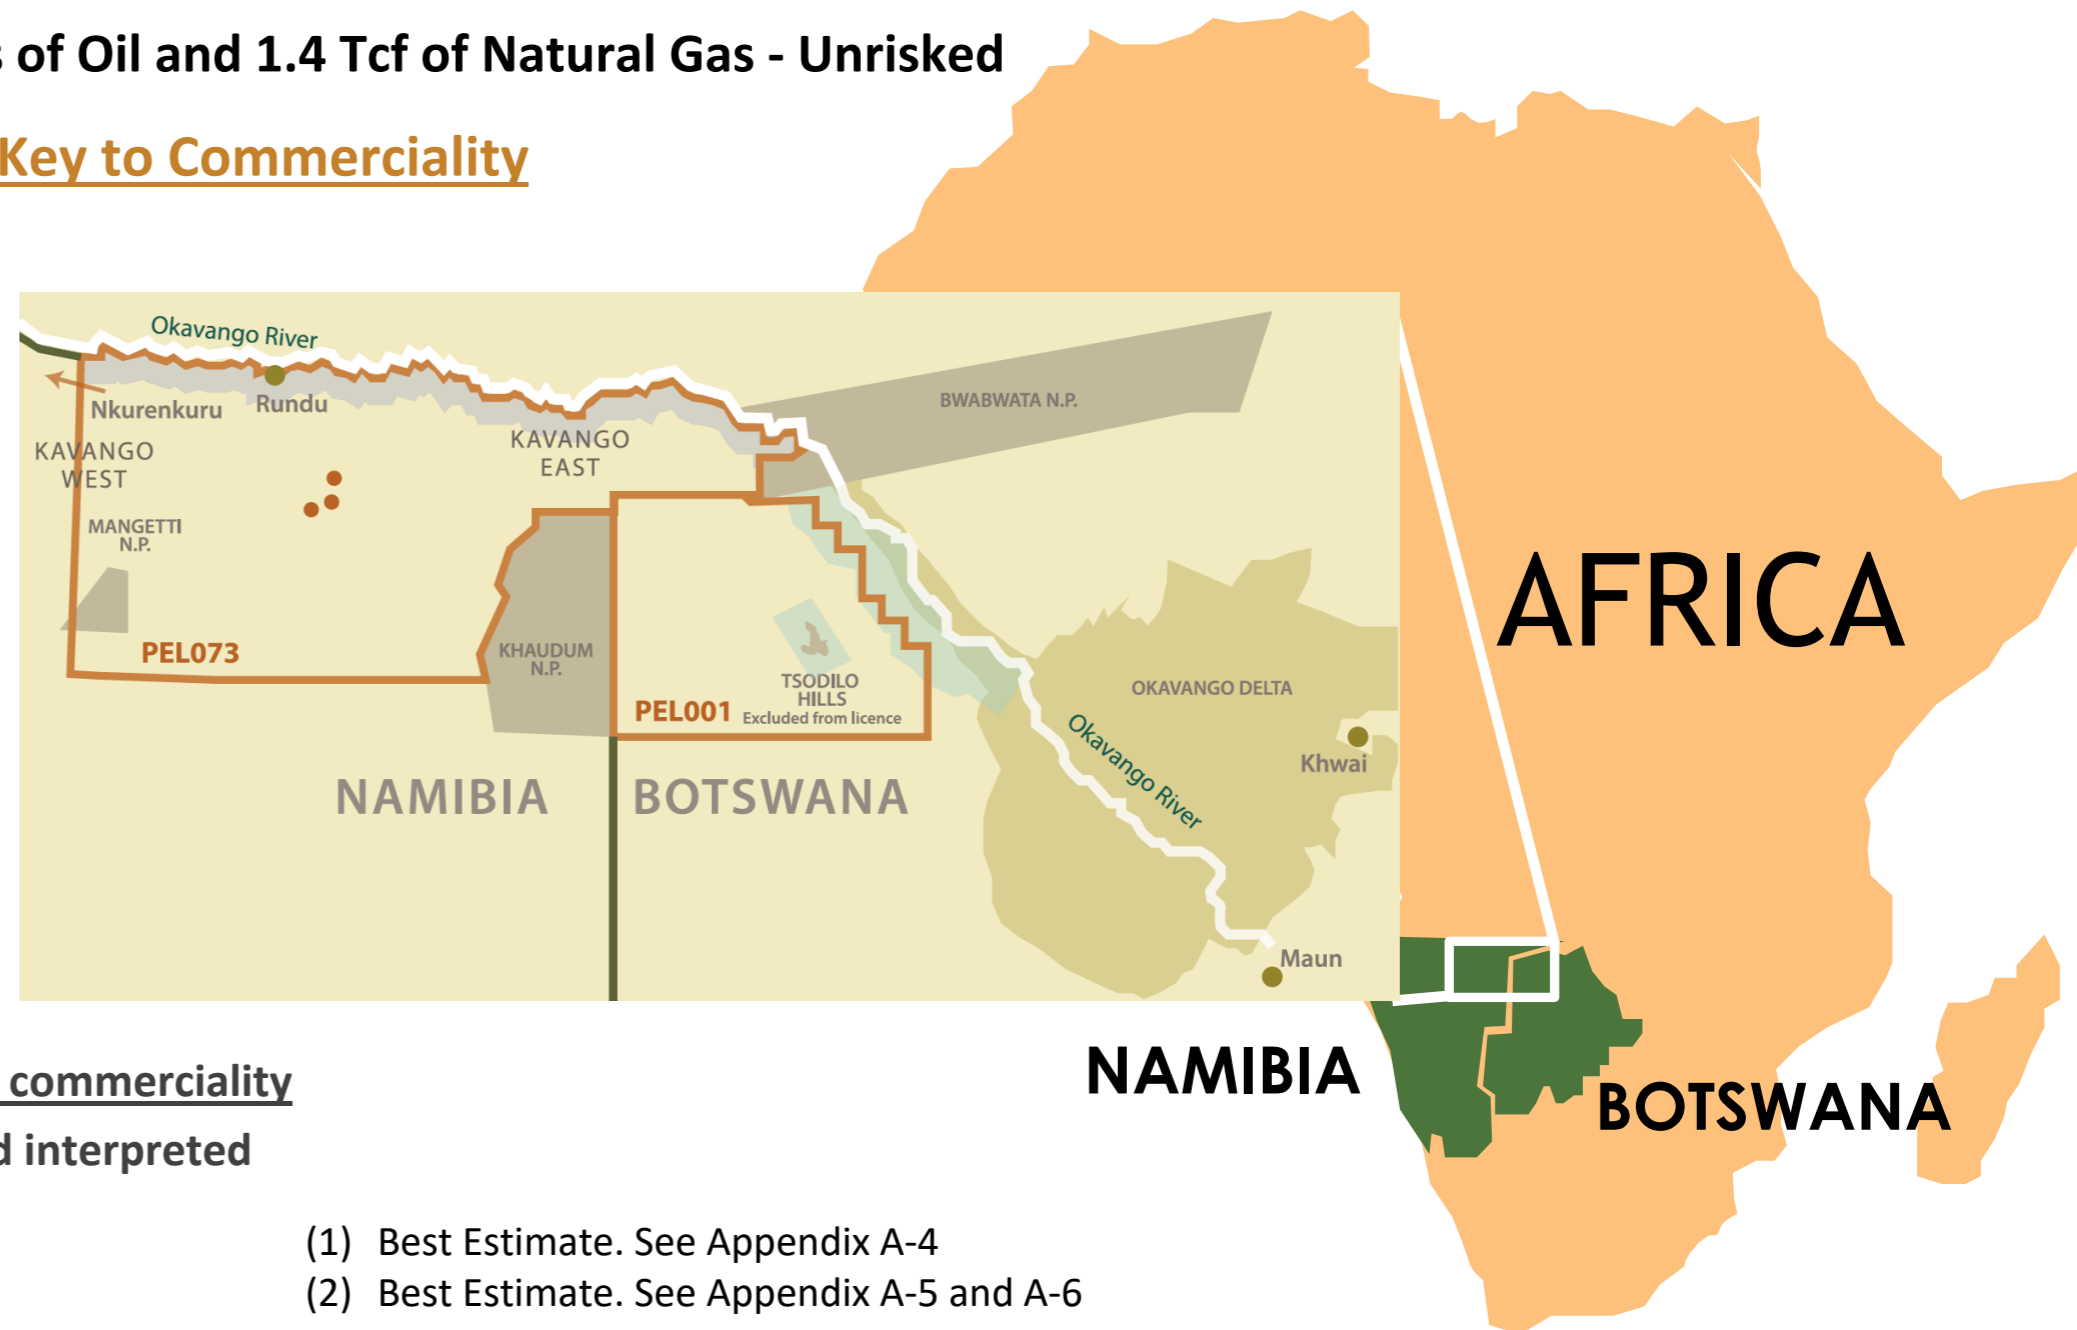 s of Oil and 1.4 Tcf of Natural Gas - Unrisked
Key to Commerciality
Okavango River
Nkurenkuru
Rundu
BWABWATA N.P.
KAVANGO
WEST
KAVANGO
EAST
MANGETTI
N.P.
PEL073
KHAUDUM
N.P.
TSODILO
HILLS
Excluded from licence
PEL001
OKAVANGO DELTA
Okavango River
Khwai
NAMIBIA
BOTSWANA
Maun
AFRICA
NAMIBIA
BOTSWANA
commerciality
d interpreted
(1) Best Estimate. See Appendix A-4
(2) Best Estimate. See Appendix A-5 and A-6